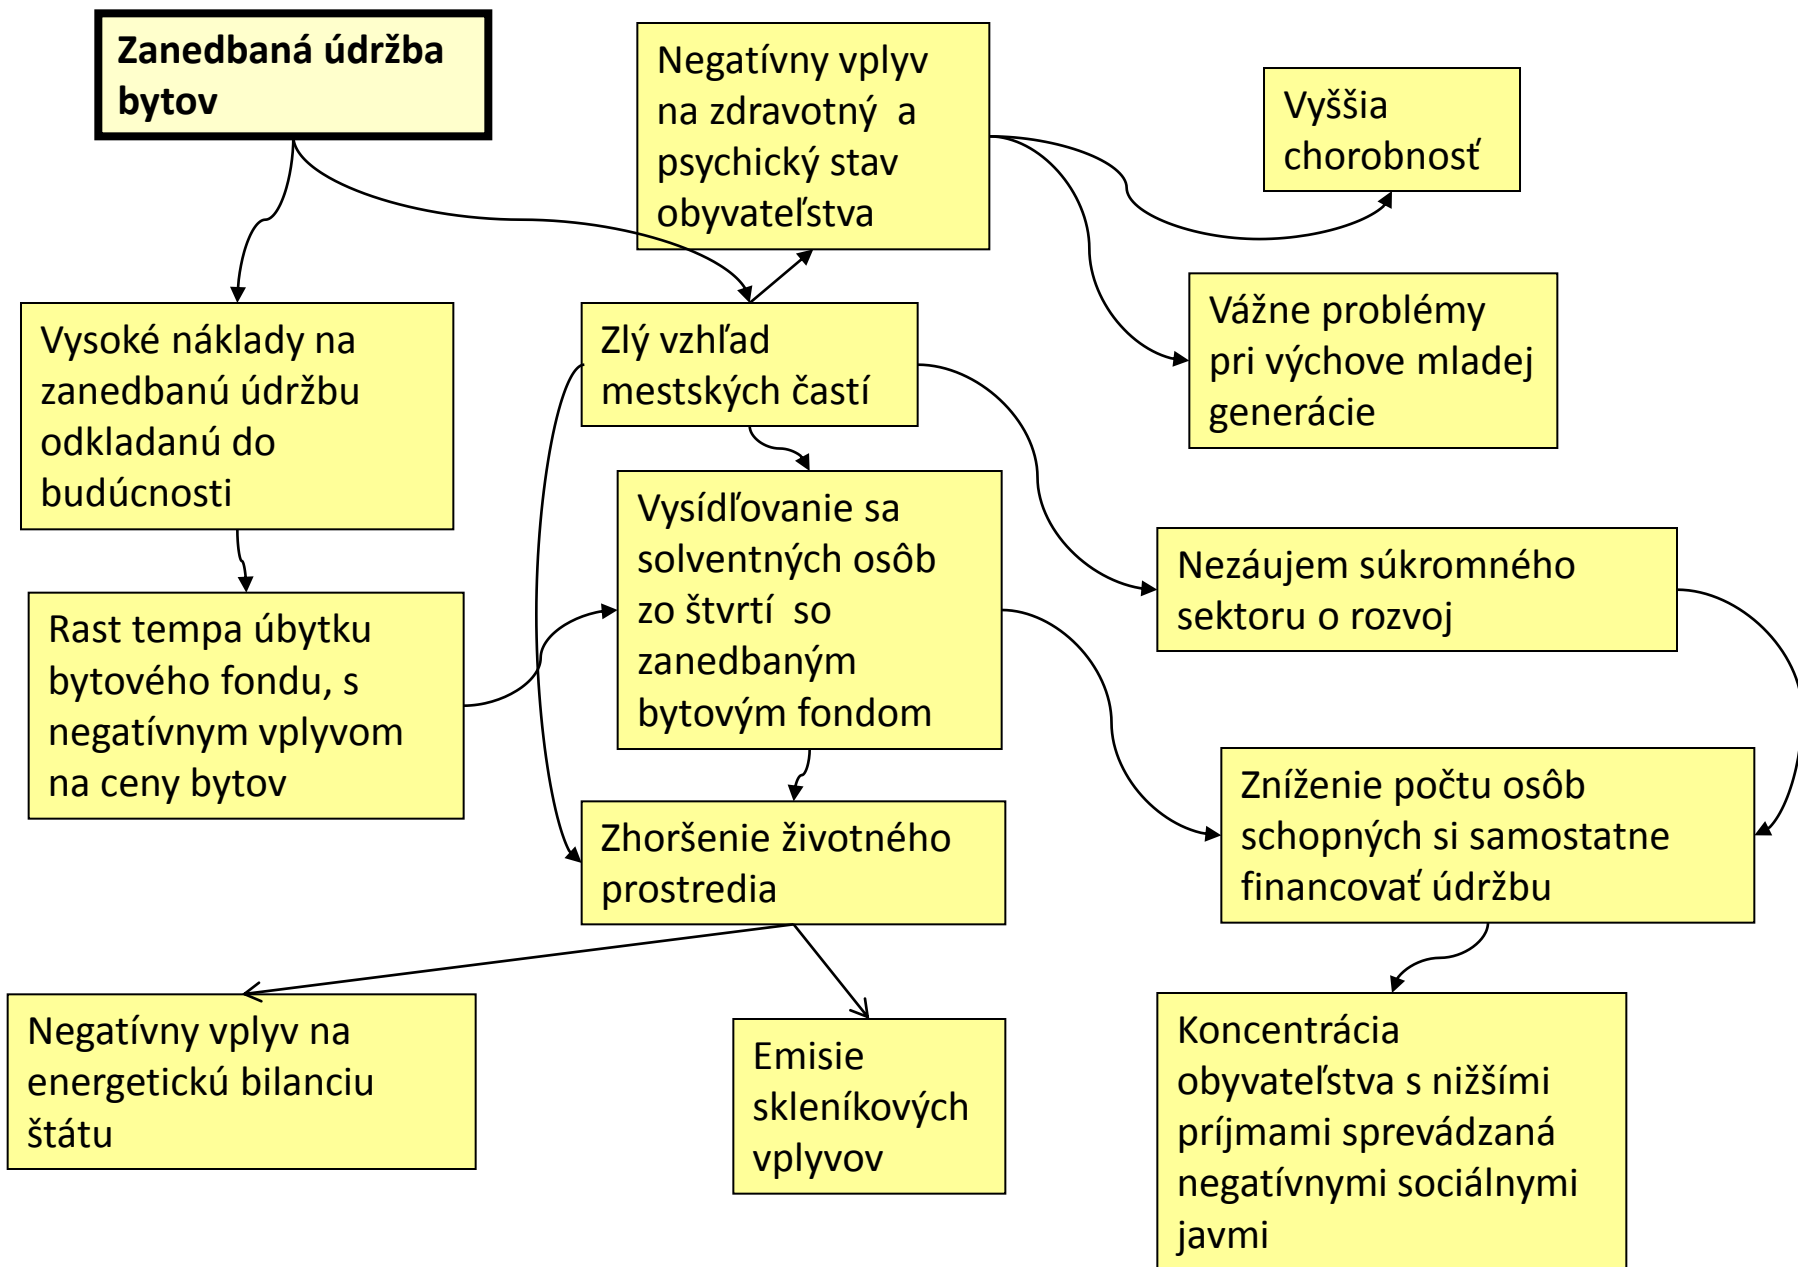 Zanedbaná údržba
bytov
Negatívny vplyv
na zdravotný a
psychický stav
obyvateľstva
Vyššia
chorobnosť
Vysoké náklady na
zanedbanú údržbu
odkladanú do
budúcnosti
Zlý vzhľad
mestských častí
Vážne problémy
pri výchove mladej
generácie
Vysídľovanie sa
solventných osôb
zo štvrtí so
zanedbaným
bytovým fondom
Nezáujem súkromného
sektoru o rozvoj
Rast tempa úbytku
bytového fondu, s
negatívnym vplyvom
na ceny bytov
Zníženie počtu osôb
schopných si samostatne
financovať údržbu
Zhoršenie životného
prostredia
Negatívny vplyv na
energetickú bilanciu
štátu
Emisie
skleníkových
vplyvov
Koncentrácia
obyvateľstva s nižšími
príjmami sprevádzaná
negatívnymi sociálnymi
javmi